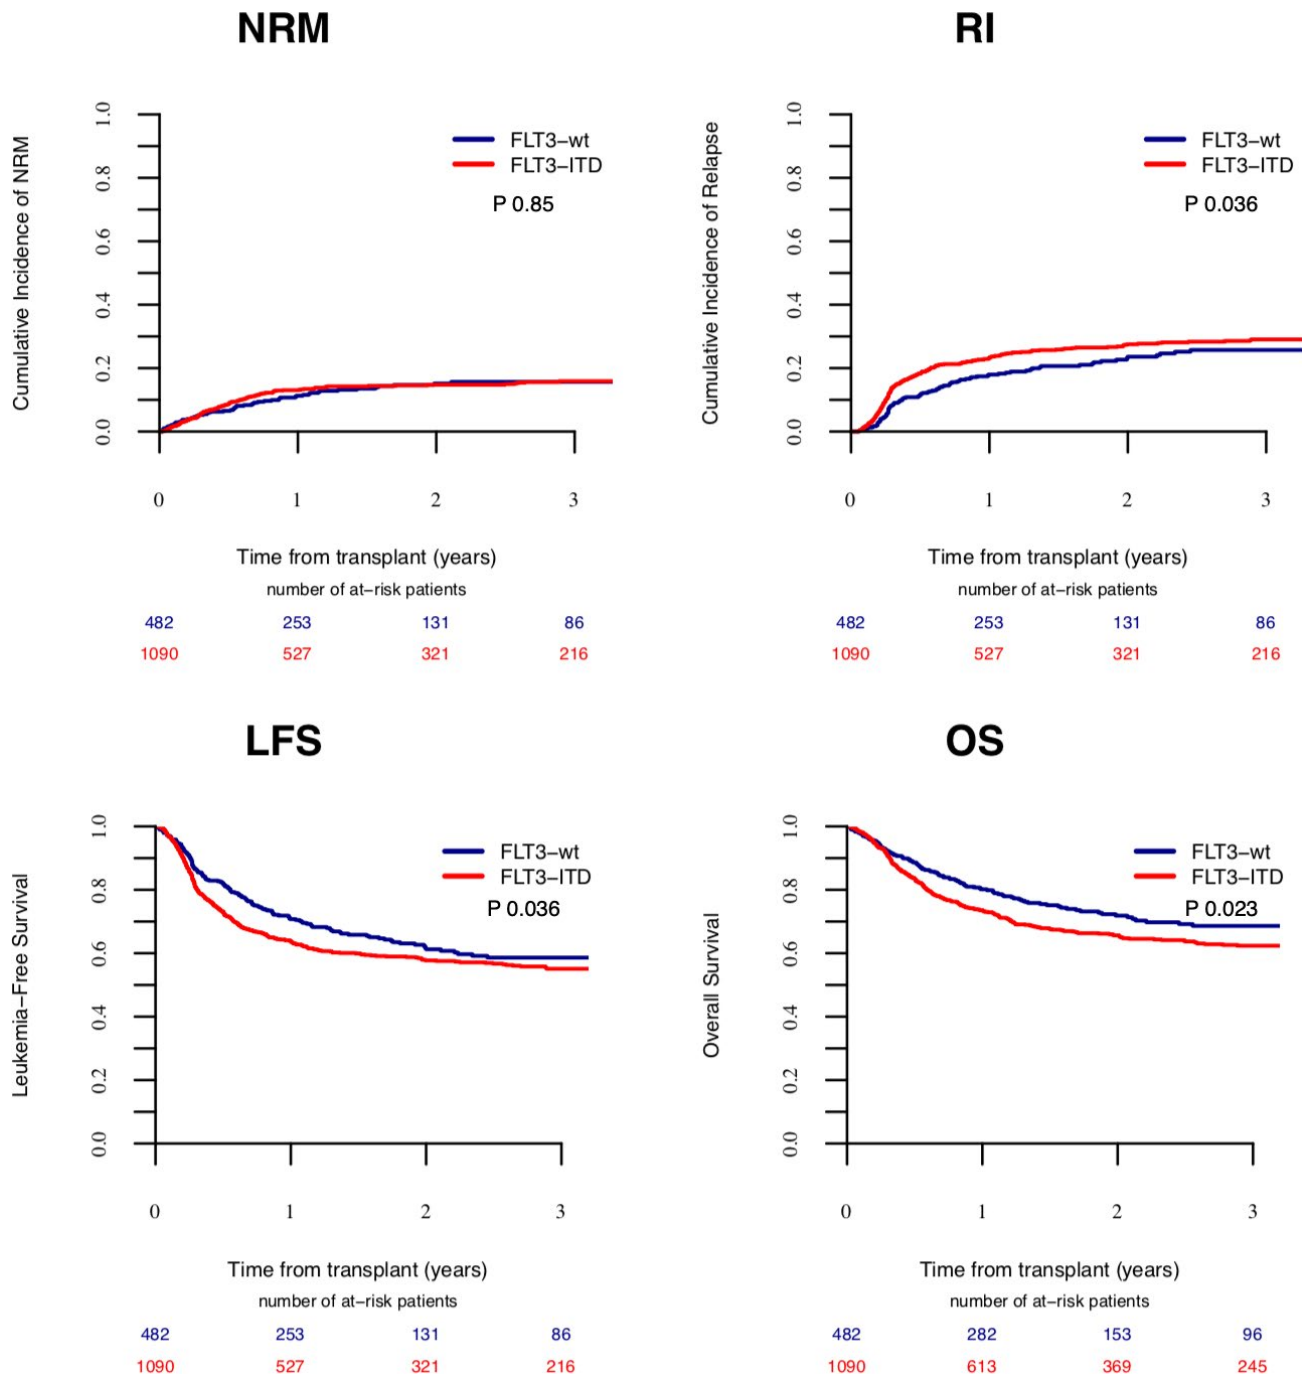 NRM
Cumulative Incidence of NRM
1.0
0.8
0.6
0.4
0.2
0.0
FLT3-wt
FLT3-ITD
P 0.85
0 1 2 3
Time from transplant (years)
number of at-risk patients
482 253 131 86
1090 527 321 216
RI
Cumulative Incidence of Relapse
1.0
0.8
0.6
0.4
0.2
0.0
FLT3-wt
FLT3-ITD
P 0.036
0 1 2 3
Time from transplant (years)
number of at-risk patients
482 253 131 86
1090 527 321 216
LFS
Leukemia-Free Survival
1.0
0.8
0.6
0.4
0.2
0.0
FLT3-wt
FLT3-ITD
P 0.036
0 1 2 3
Time from transplant (years)
number of at-risk patients
482 253 131 86
1090 527 321 216
OS
Overall Survival
1.0
0.8
0.6
0.4
0.2
0.0
FLT3-wt
FLT3-ITD
P 0.023
0 1 2 3
Time from transplant (years)
number of at-risk patients
482 282 153 96
1090 613 369 245